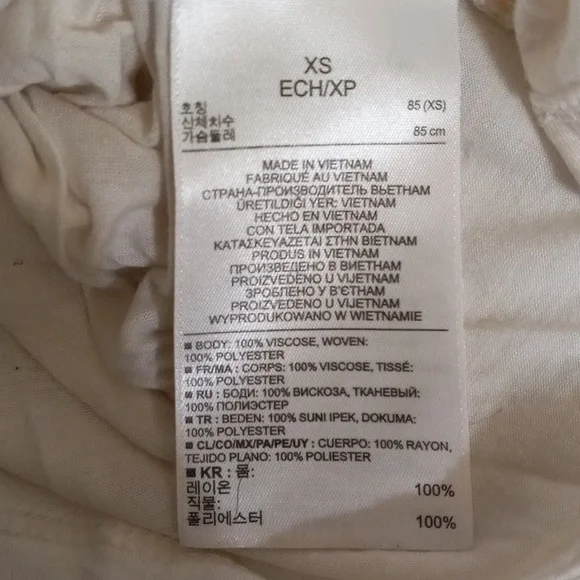 XS
ECH/XP
호칭 85 (XS)
신체치수
가슴둘레 85 cm
MADE IN VIETNAM
FABRIQUÉ AU VIETNAM
СТРАНА-ПРОИЗВОДИТЕЛЬ ВЬЕТНАМ
ÜRETİLDİĞİ YER: VIETNAM
HECHO EN VIETNAM
CON TELA IMPORTADA
ΚΑΤΑΣΚΕΥΑΖΕΤΑΙ ΣΤΗΝ ΒΙΕΤΝΑΜ
PRODUS IN VIETNAM
ПРОИЗВЕДЕНО В ВИЕТНАМ
PROIZVEDENO U VIJETNAM
ЗРОБЛЕНО У В'ЄТНАМ
PROIZVEDENO U VIJETNAM
WYPRODUKOWANO W WIETNAMIE
■ BODY: 100% VISCOSE, WOVEN:
100% POLYESTER
■ FR/MA : CORPS: 100% VISCOSE, TISSÉ:
100% POLYESTER
■ RU : БОДИ: 100% ВИСКОЗА, ТКАНЕВЫЙ:
100% ПОЛИЭСТЕР
■ TR : BEDEN: 100% SUNI IPEK, DOKUMA:
100% POLYESTER
■ CL/CO/MX/PA/PE/UY : CUERPO: 100% RAYON,
TEJIDO PLANO: 100% POLIESTER
■ KR : 몸:
레이온 100%
직물:
폴리에스터 100%